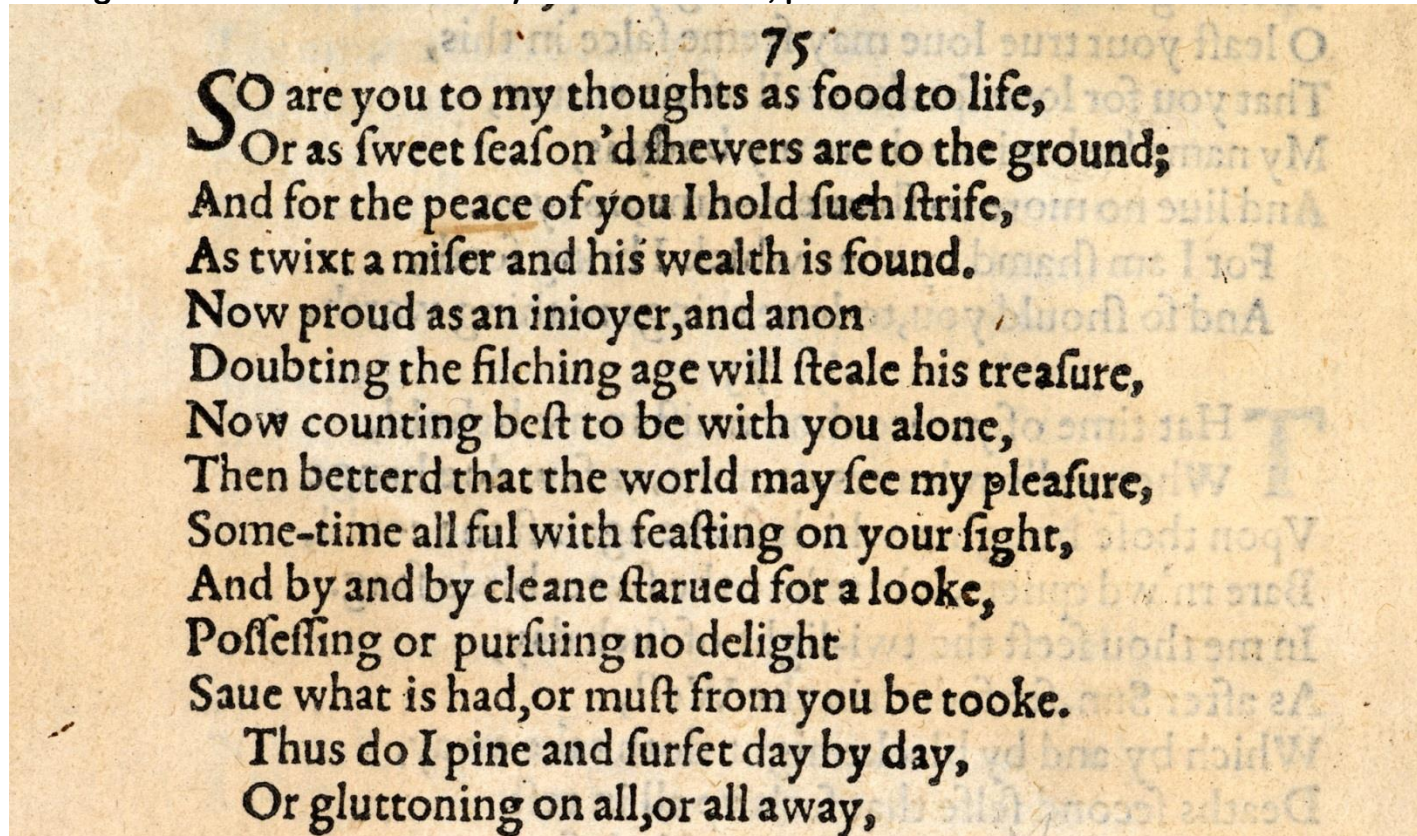 75
SO are you to my thoughts as food to life,
Or as ſweet ſeaſon'd ſhewers are to the ground;
And for the peace of you I hold ſuch ſtrife,
As twixt a miſer and his wealth is found.
Now proud as an inioyer,and anon
Doubting the filching age will ſteale his treaſure,
Now counting beſt to be with you alone,
Then betterd that the world may ſee my pleaſure,
Some-time all ful with feaſting on your ſight,
And by and by cleane ſtarued for a looke,
Poſſeſſing or purſuing no delight
Saue what is had,or muſt from you be tooke.
Thus do I pine and ſurfet day by day,
Or gluttoning on all,or all away,